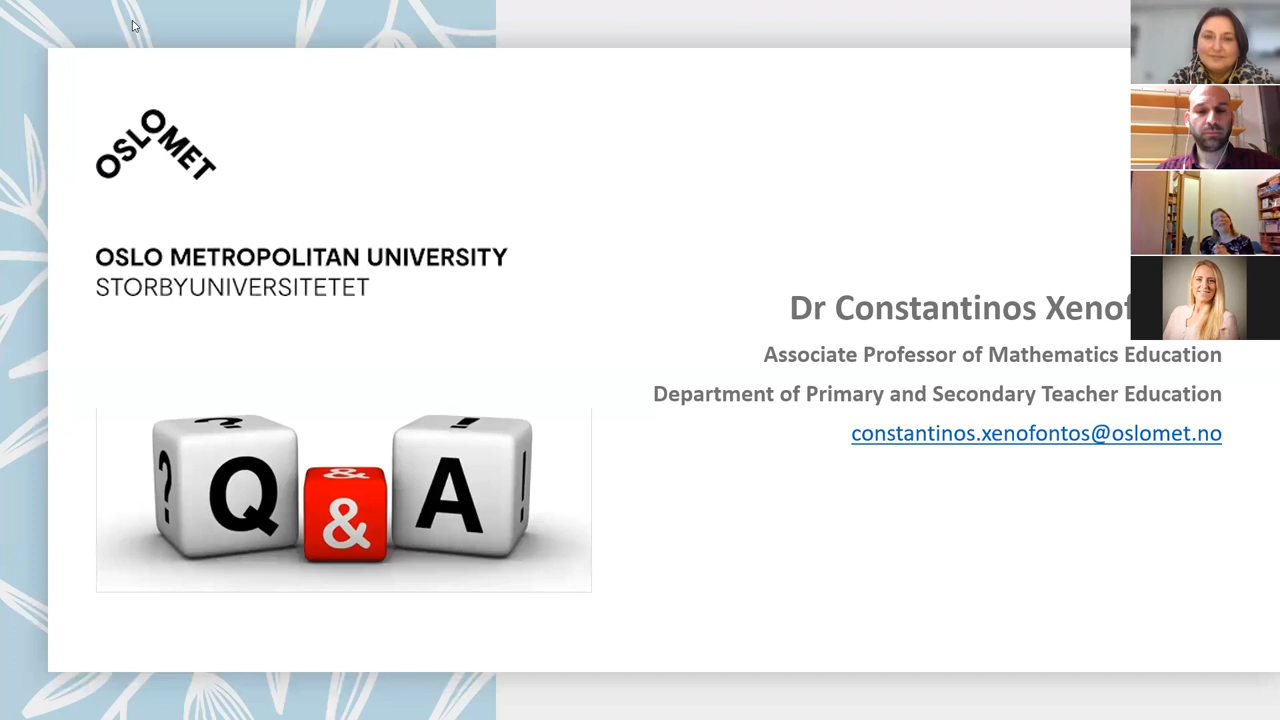 OSLOMET
OSLO METROPOLITAN UNIVERSITY
STORBYUNIVERSITETET
Dr Constantinos
Associate Professor of Mathematics Education
Department of Primary and Secondary Teacher Education
constantinos.xenofontos@oslomet.no
? ? Q & & ! A !